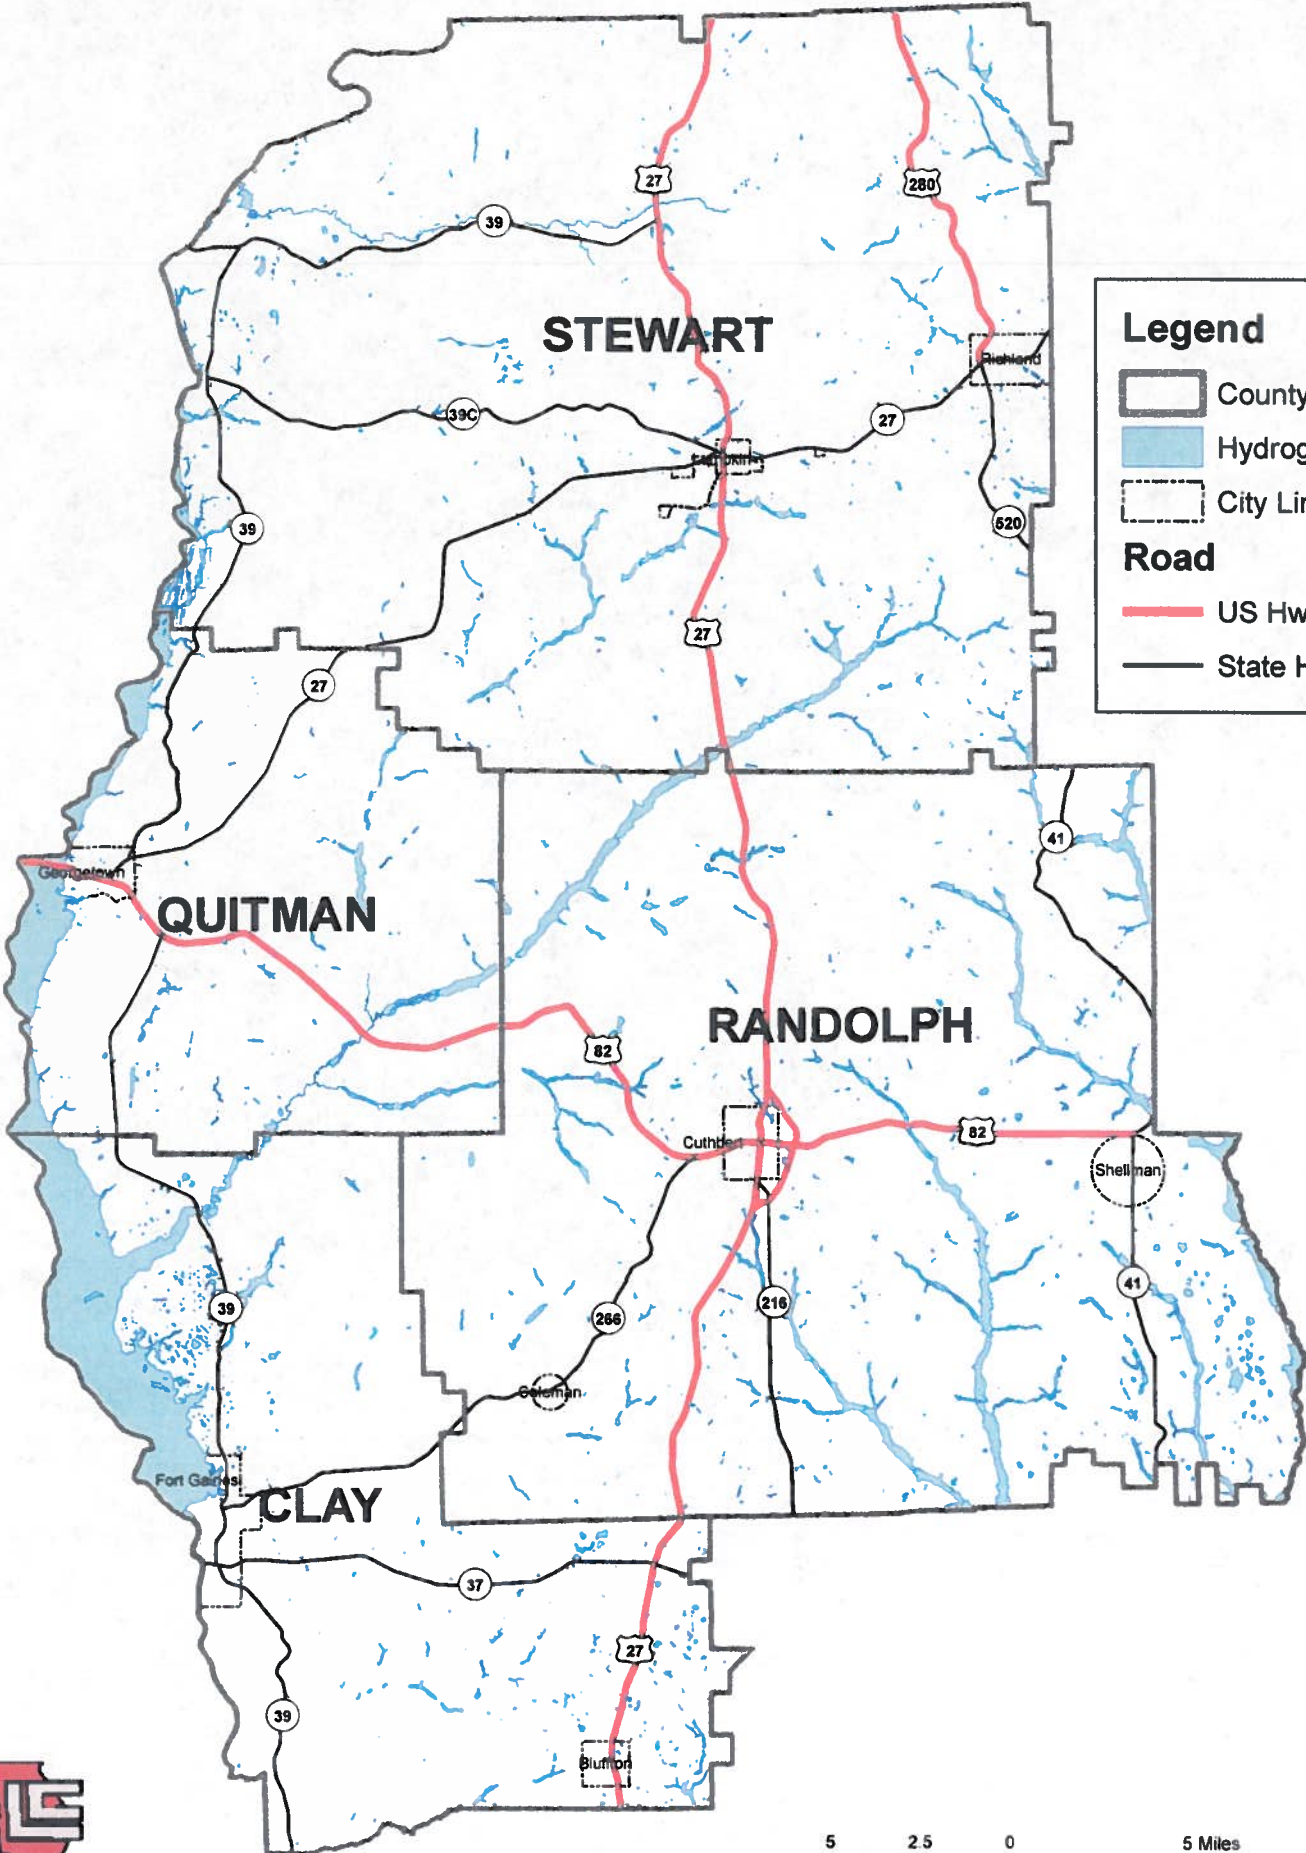 27
280
39
STEWART
Legend
Richland
County
39C
27
Hydrog
Lumpkin
City Lim
39
520
Road
US Hw
27
State H
27
41
Georgetown
QUITMAN
RANDOLPH
82
Cuthbert
82
Shellman
39
266
216
41
Coleman
Fort Gaines
CLAY
37
27
39
Bluffton
5 2.5 0 5 Miles